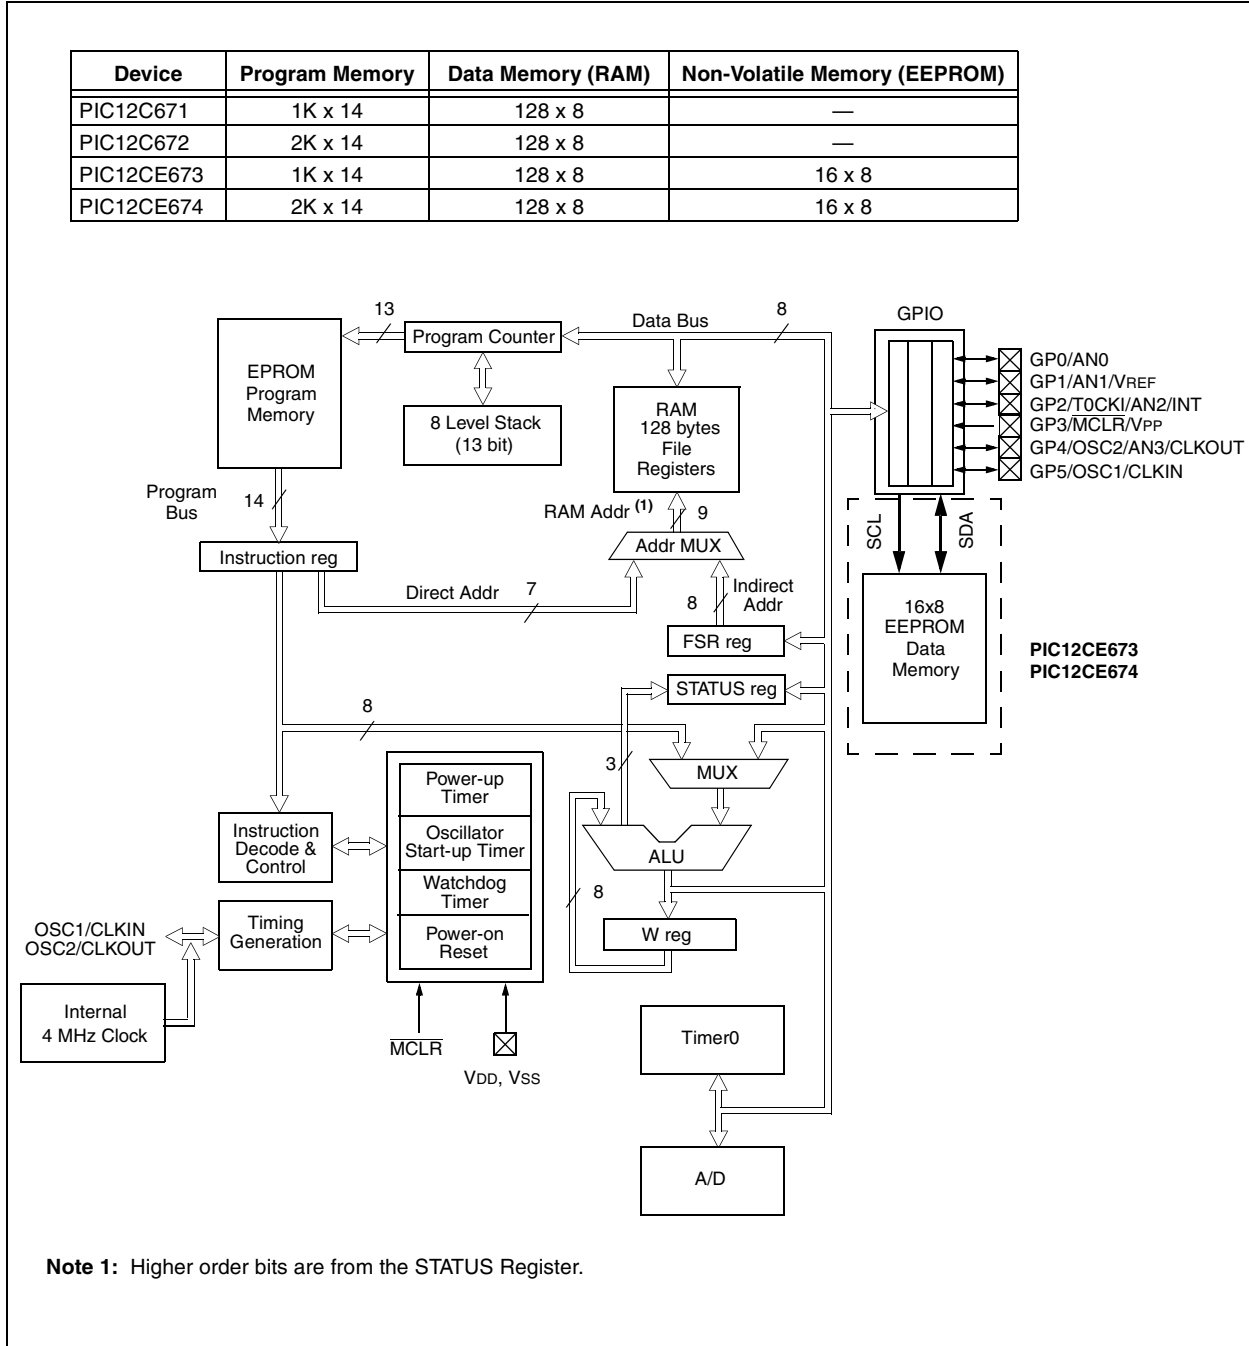 Device Program Memory Data Memory (RAM) Non-Volatile Memory (EEPROM)
PIC12C671 1K x 14 128 x 8 —
PIC12C672 2K x 14 128 x 8 —
PIC12CE673 1K x 14 128 x 8 16 x 8
PIC12CE674 2K x 14 128 x 8 16 x 8
13
Data Bus
8
GPIO
Program Counter
EPROM
Program
Memory
8 Level Stack
(13 bit)
RAM
128 bytes
File
Registers
GP0/AN0
GP1/AN1/VREF
GP2/T0CKI/AN2/INT
GP3/MCLR/VPP
GP4/OSC2/AN3/CLKOUT
GP5/OSC1/CLKIN
Program
Bus
14
RAM Addr (1)
9
SCL
SDA
Instruction reg
Addr MUX
Direct Addr
7
8
Indirect
Addr
16x8
EEPROM
Data
Memory
PIC12CE673
PIC12CE674
FSR reg
STATUS reg
8
3
MUX
Power-up
Timer
Oscillator
Start-up Timer
Watchdog
Timer
Power-on
Reset
Instruction
Decode &
Control
ALU
8
W reg
OSC1/CLKIN
OSC2/CLKOUT
Timing
Generation
Internal
4 MHz Clock
MCLR
VDD, VSS
Timer0
A/D
Note 1: Higher order bits are from the STATUS Register.